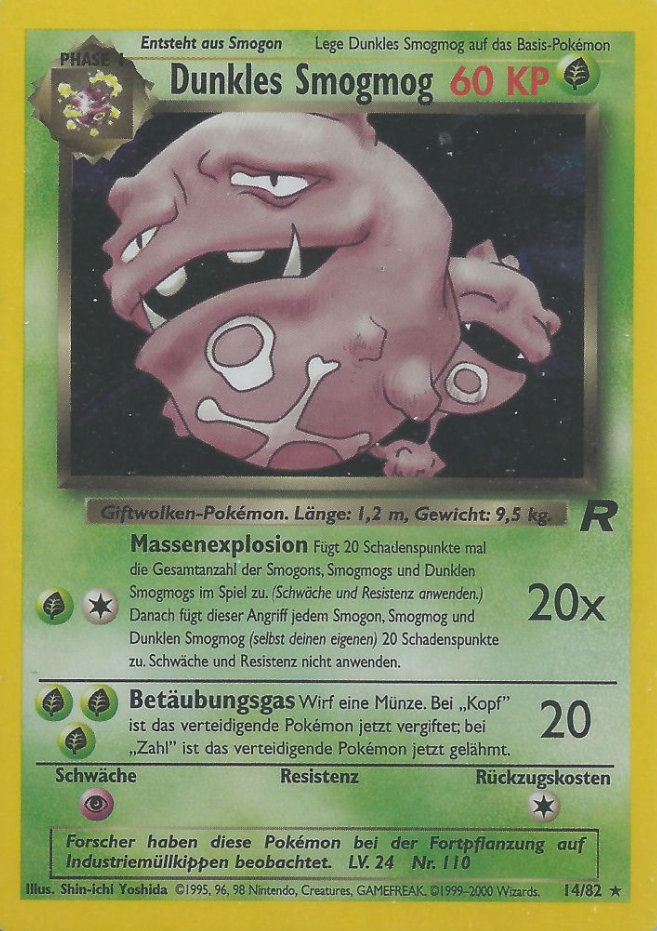 Entsteht aus Smogon Lege Dunkles Smogmog auf das Basis-Pokémon
PHASE 1
Dunkles Smogmog 60 KP
Giftwolken-Pokémon. Länge: 1,2 m, Gewicht: 9,5 kg.
R
Massenexplosion Fügt 20 Schadenspunkte mal
die Gesamtanzahl der Smogons, Smogmogs und Dunklen
Smogmogs im Spiel zu. (Schwäche und Resistenz anwenden.)
Danach fügt dieser Angriff jedem Smogon, Smogmog und
Dunklen Smogmog (selbst deinen eigenen) 20 Schadenspunkte
zu. Schwäche und Resistenz nicht anwenden.
20x
Betäubungsgas Wirf eine Münze. Bei „Kopf”
ist das verteidigende Pokémon jetzt vergiftet; bei
„Zahl” ist das verteidigende Pokémon jetzt gelähmt.
20
Schwäche Resistenz Rückzugskosten
Forscher haben diese Pokémon bei der Fortpflanzung auf
Industriemüllkippen beobachtet. LV. 24 Nr. 110
Illus. Shin-ichi Yoshida ©1995, 96, 98 Nintendo, Creatures, GAMEFREAK. ©1999-2000 Wizards. 14/82 ★